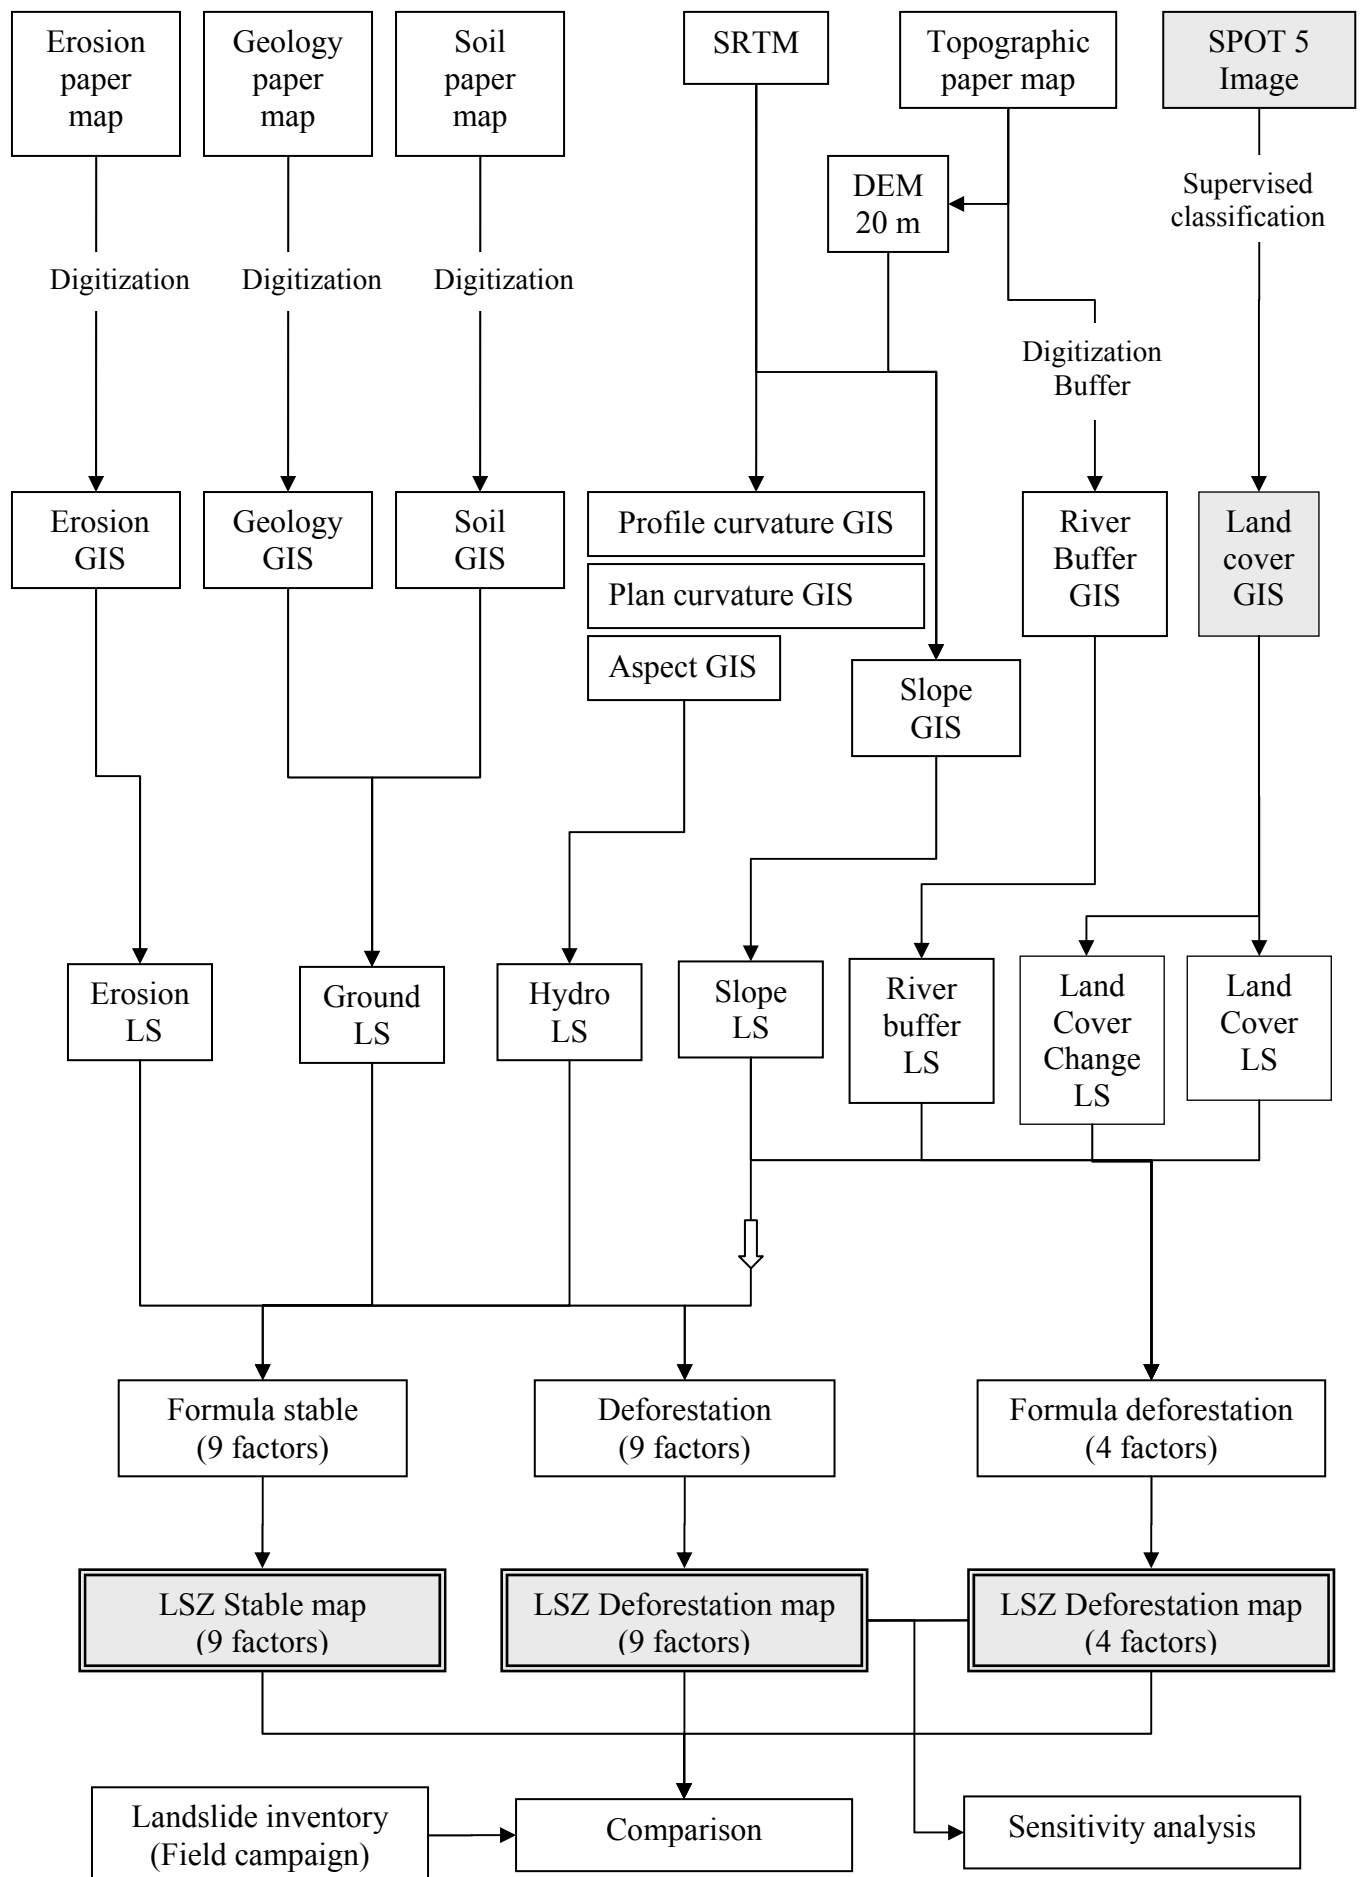 Erosion
paper
map
Geology
paper
map
Soil
paper
map
SRTM
Topographic
paper map
SPOT 5
Image
DEM
20 m
Supervised
classification
Digitization
Digitization
Digitization
Digitization
Buffer
Erosion
GIS
Geology
GIS
Soil
GIS
Profile curvature GIS
Plan curvature GIS
Aspect GIS
Slope
GIS
River
Buffer
GIS
Land
cover
GIS
Erosion
LS
Ground
LS
Hydro
LS
Slope
LS
River
buffer
LS
Land
Cover
Change
LS
Land
Cover
LS
Formula stable
(9 factors)
Deforestation
(9 factors)
Formula deforestation
(4 factors)
LSZ Stable map
(9 factors)
LSZ Deforestation map
(9 factors)
LSZ Deforestation map
(4 factors)
Landslide inventory
(Field campaign)
Comparison
Sensitivity analysis